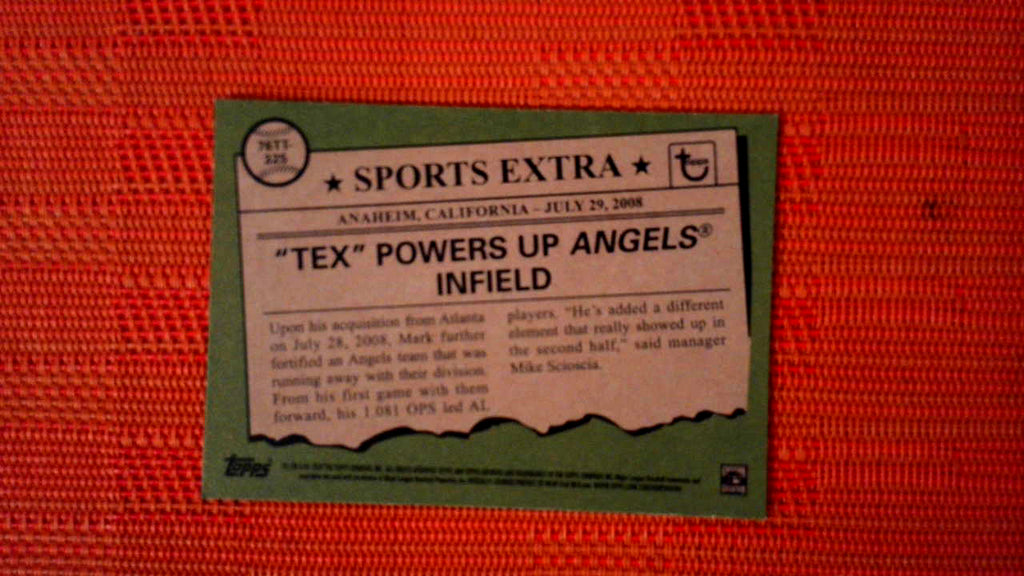 76TT-
225
★ SPORTS EXTRA ★
Topps
ANAHEIM, CALIFORNIA – JULY 29, 2008
"TEX" POWERS UP ANGELS®
INFIELD
Upon his acquisition from Atlanta
on July 28, 2008, Mark further
fortified an Angels team that was
running away with their division.
From his first game with them
forward, his 1.081 OPS led AL
players. "He's added a different
element that really showed up in
the second half," said manager
Mike Scioscia.
Topps